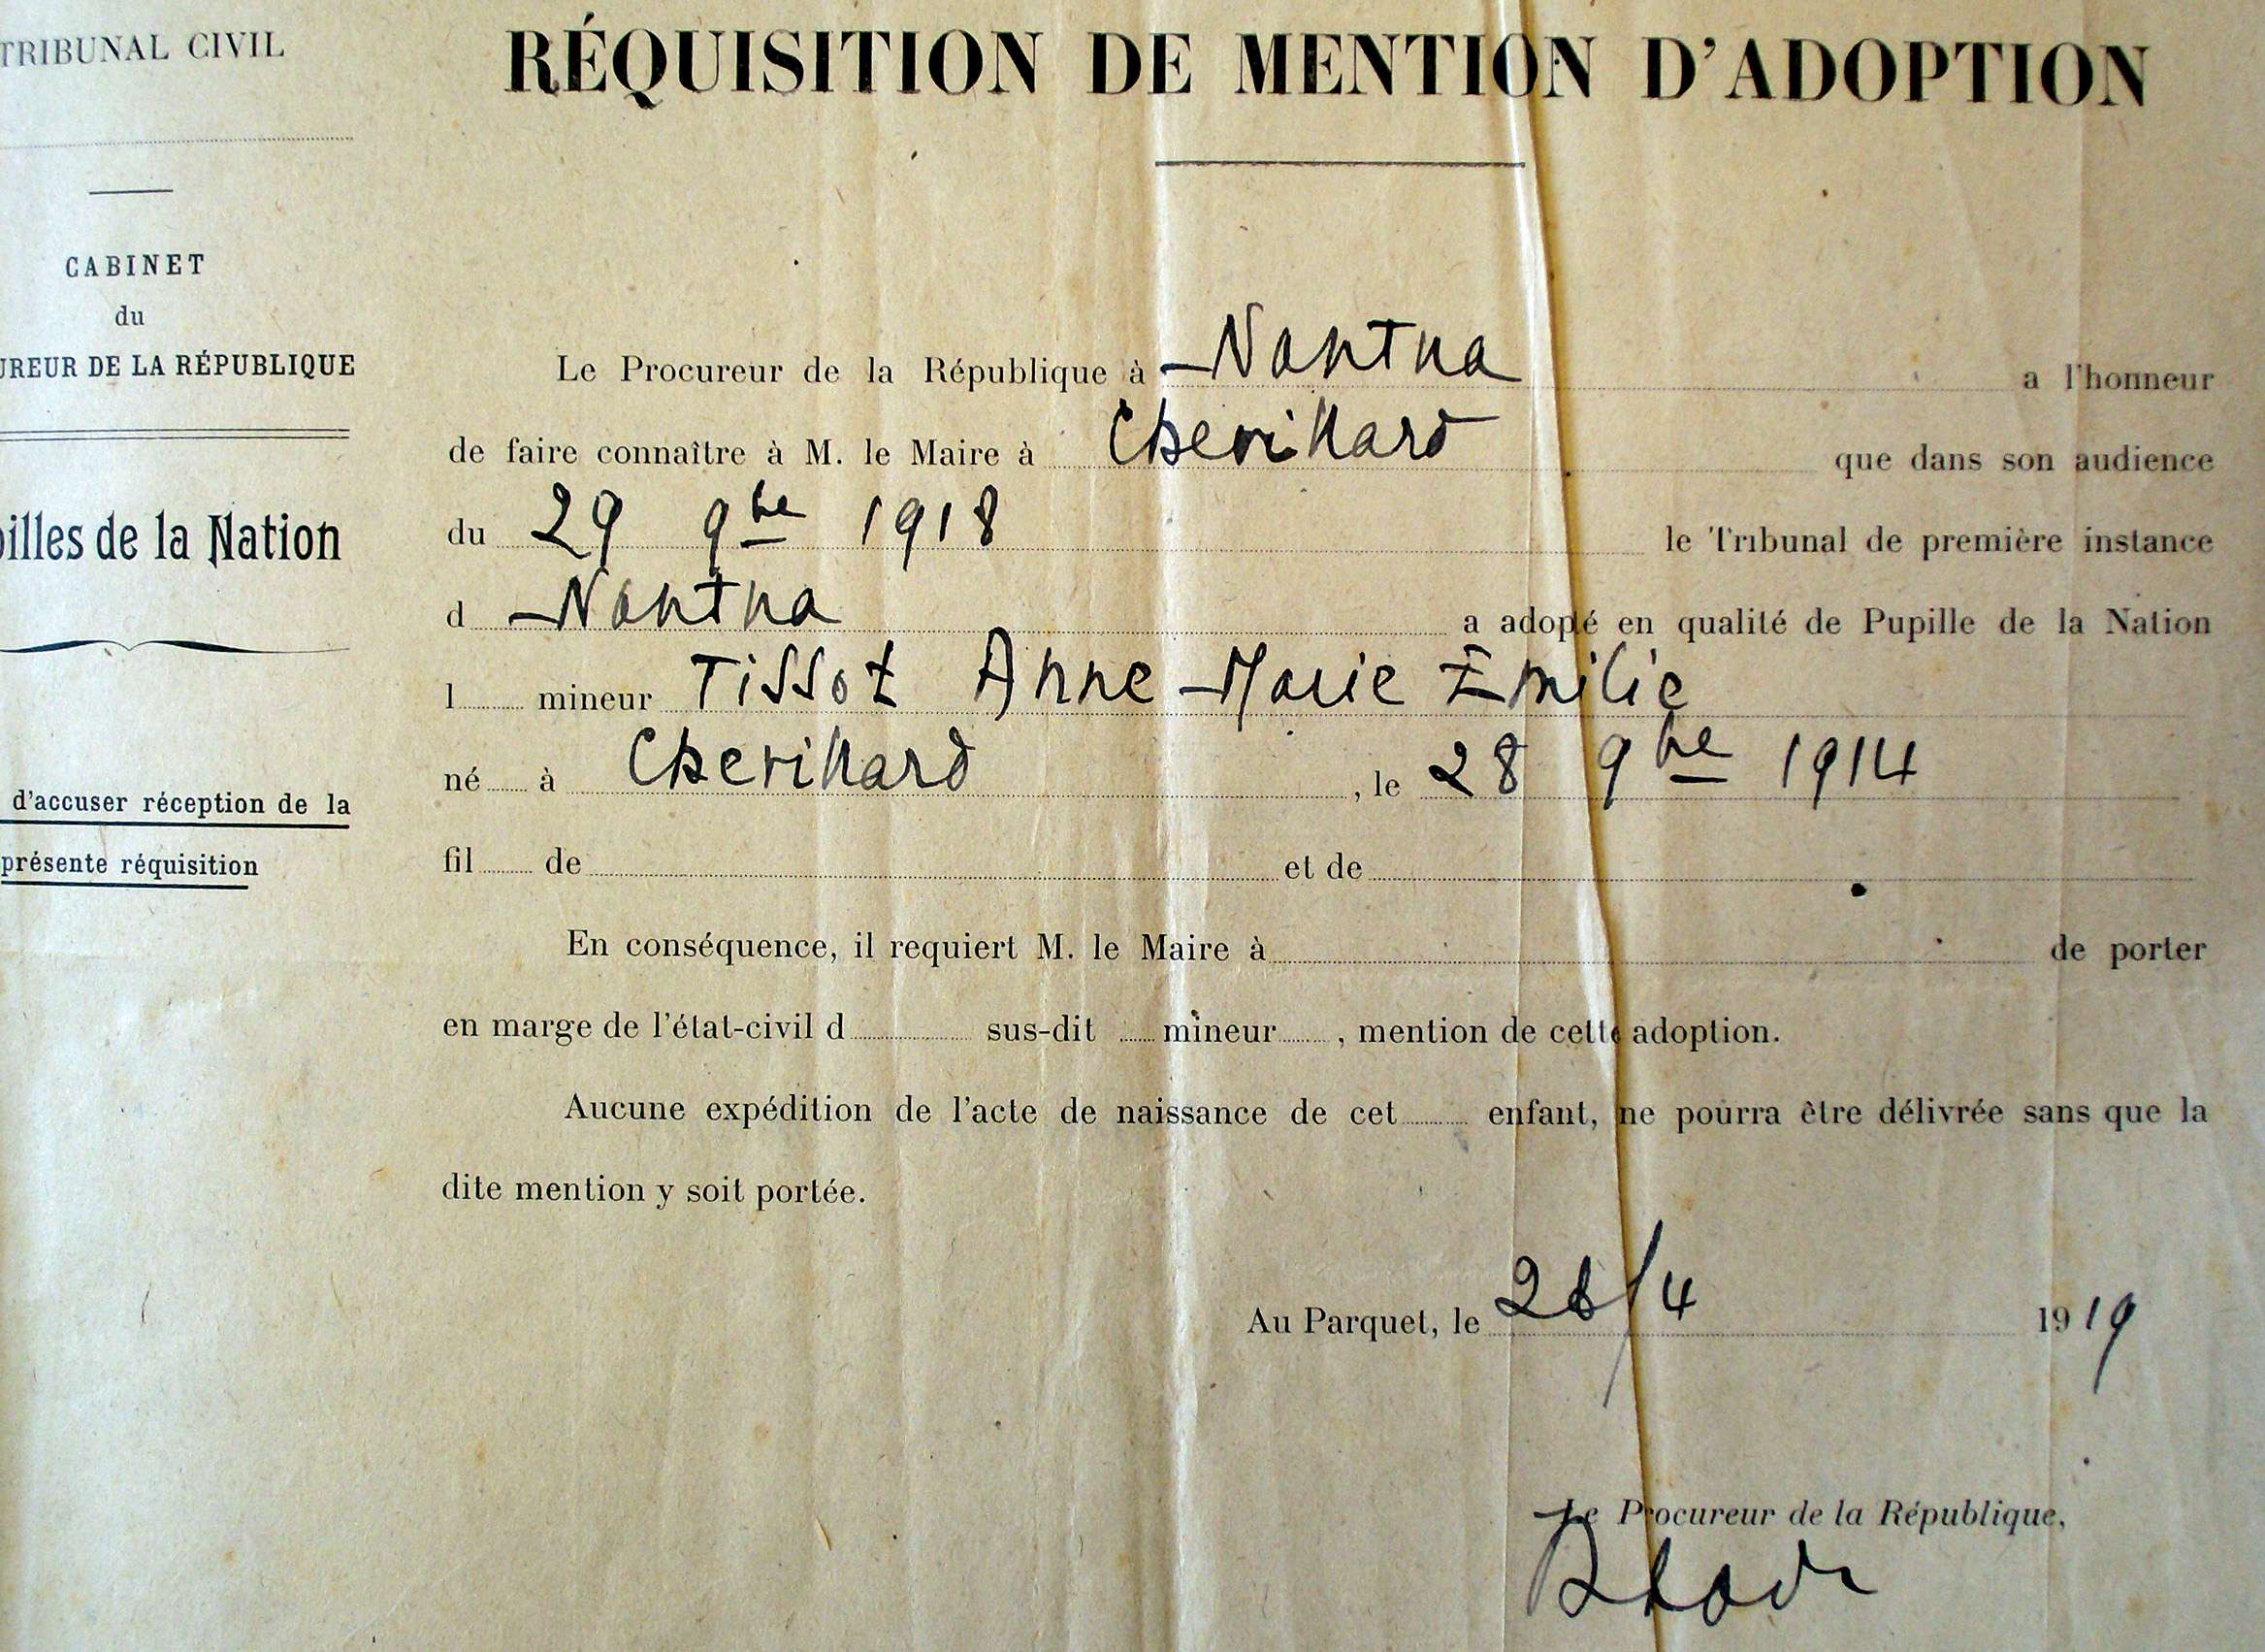 TRIBUNAL CIVIL
CABINET
du
UREUR DE LA RÉPUBLIQUE
illes de la Nation
d'accuser réception de la
présente réquisition
RÉQUISITION DE MENTION D'ADOPTION
Le Procureur de la République à Nantua a l'honneur
de faire connaître à M. le Maire à Chevillard que dans son audience
du 29 9bre 1918 le Tribunal de première instance
d Nantua a adopté en qualité de Pupille de la Nation
l mineur Tissot Anne Marie Emilie
né à Chevillard , le 28 9bre 1914
fil de et de
En conséquence, il requiert M. le Maire à de porter
en marge de l'état-civil d sus-dit mineur , mention de cette adoption.
Aucune expédition de l'acte de naissance de cet enfant, ne pourra être délivrée sans que la
dite mention y soit portée.
Au Parquet, le /4 1919
Le Procureur de la République,